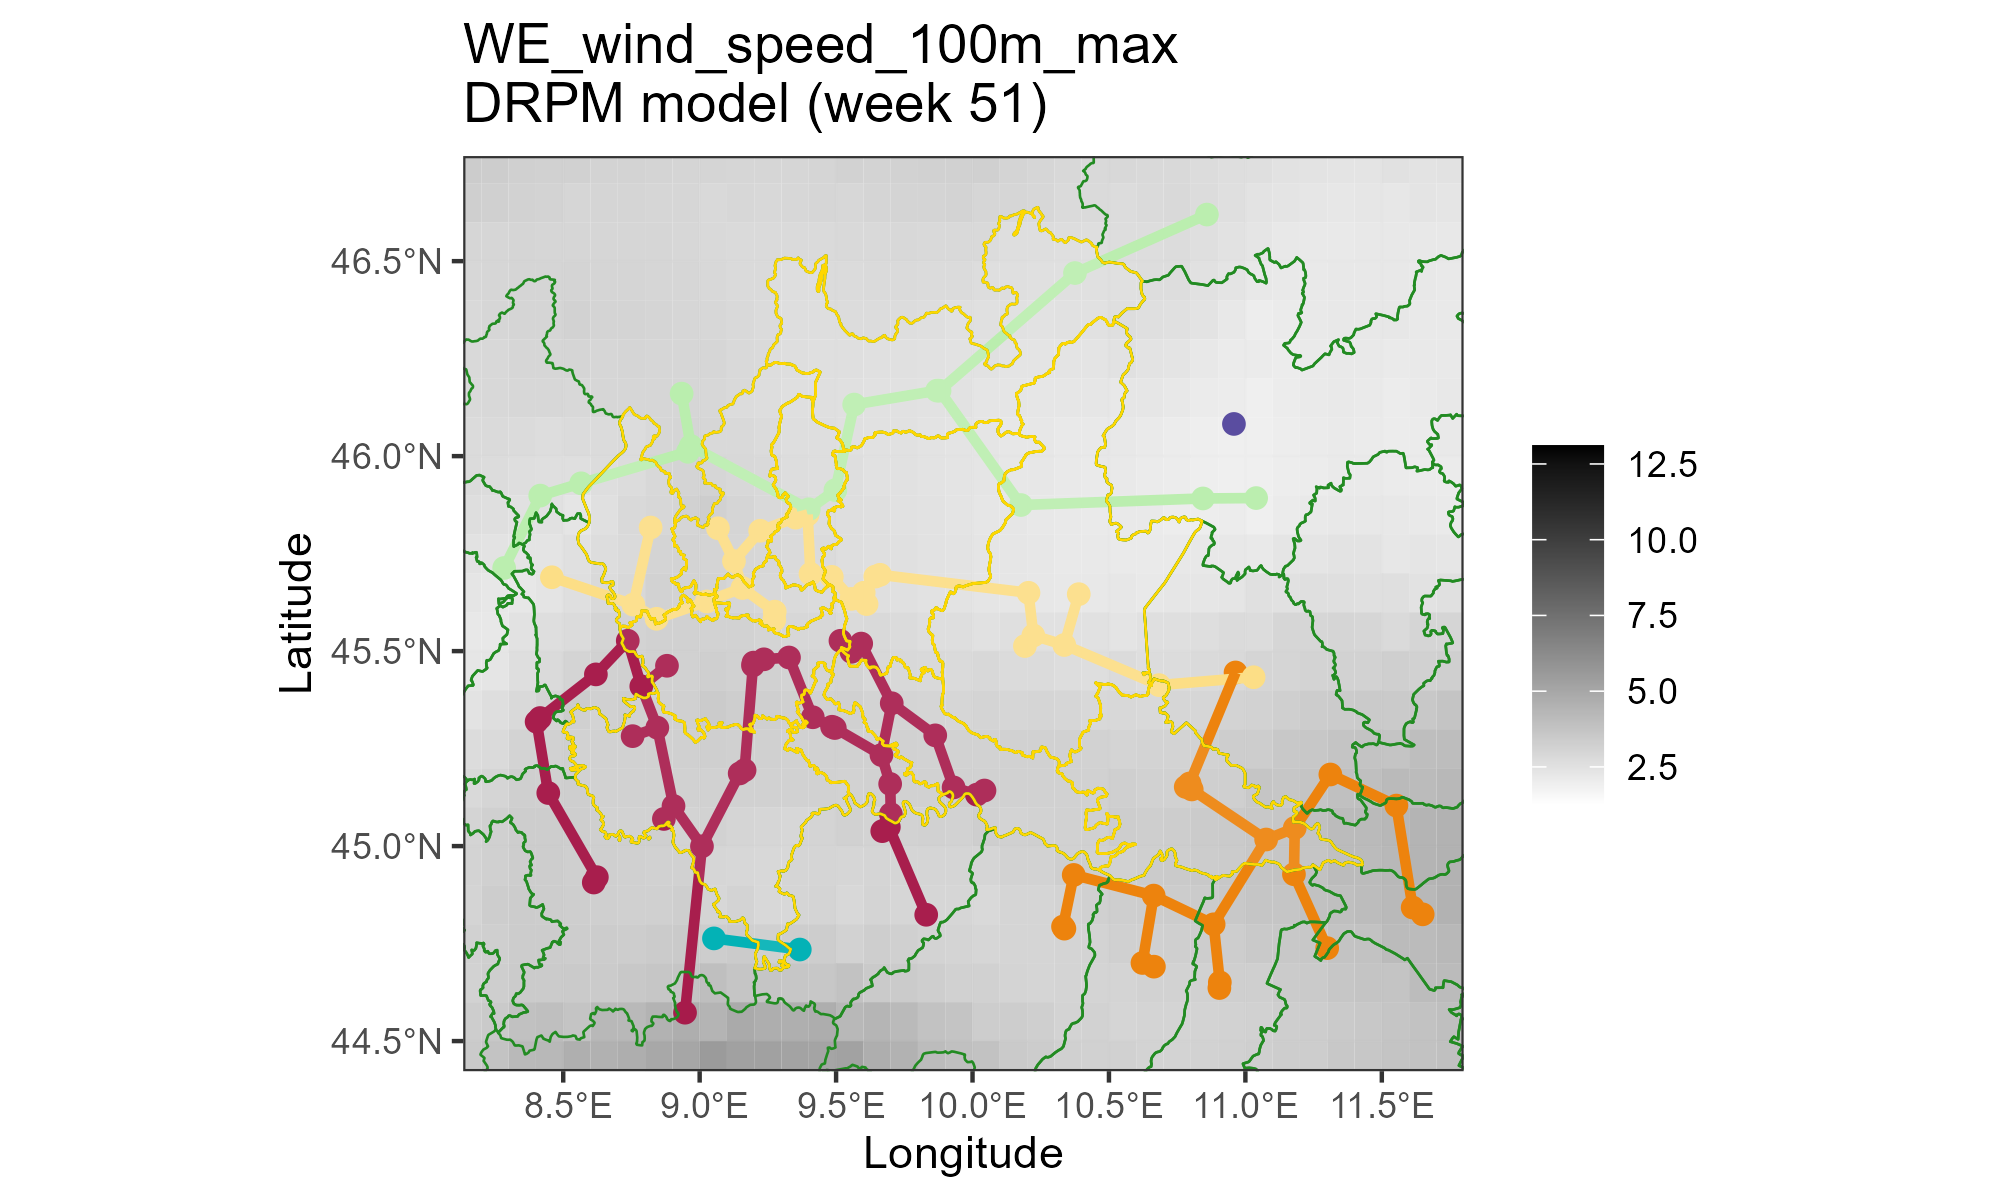 WE_wind_speed_100m_max
DRPM model (week 51)
Latitude
46.5°N
46.0°N
45.5°N
45.0°N
44.5°N
8.5°E
9.0°E
9.5°E
10.0°E
10.5°E
11.0°E
11.5°E
Longitude
12.5
10.0
7.5
5.0
2.5